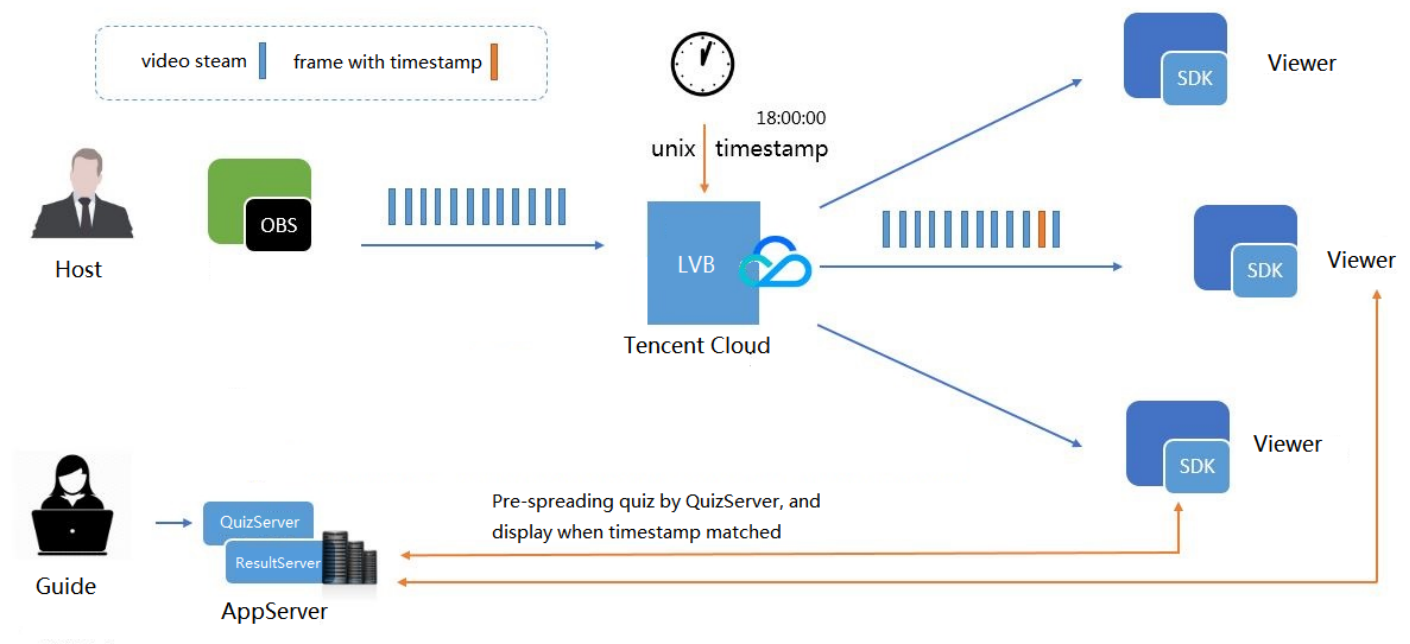 video steam
frame with timestamp
18:00:00
unix timestamp
SDK
Viewer
OBS
Host
LVB
Tencent Cloud
SDK
Viewer
SDK
Viewer
Pre-spreading quiz by QuizServer, and
display when timestamp matched
QuizServer
ResultServer
Guide
AppServer